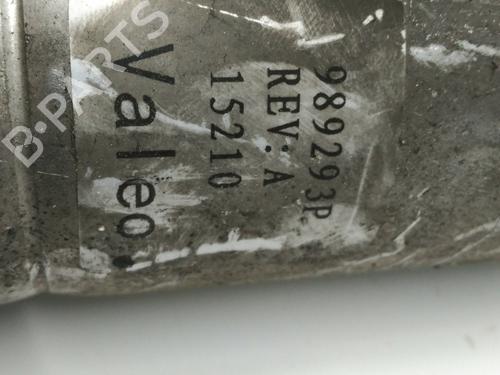 989293P
REV:A
15210
Valeo.
B-PARTS